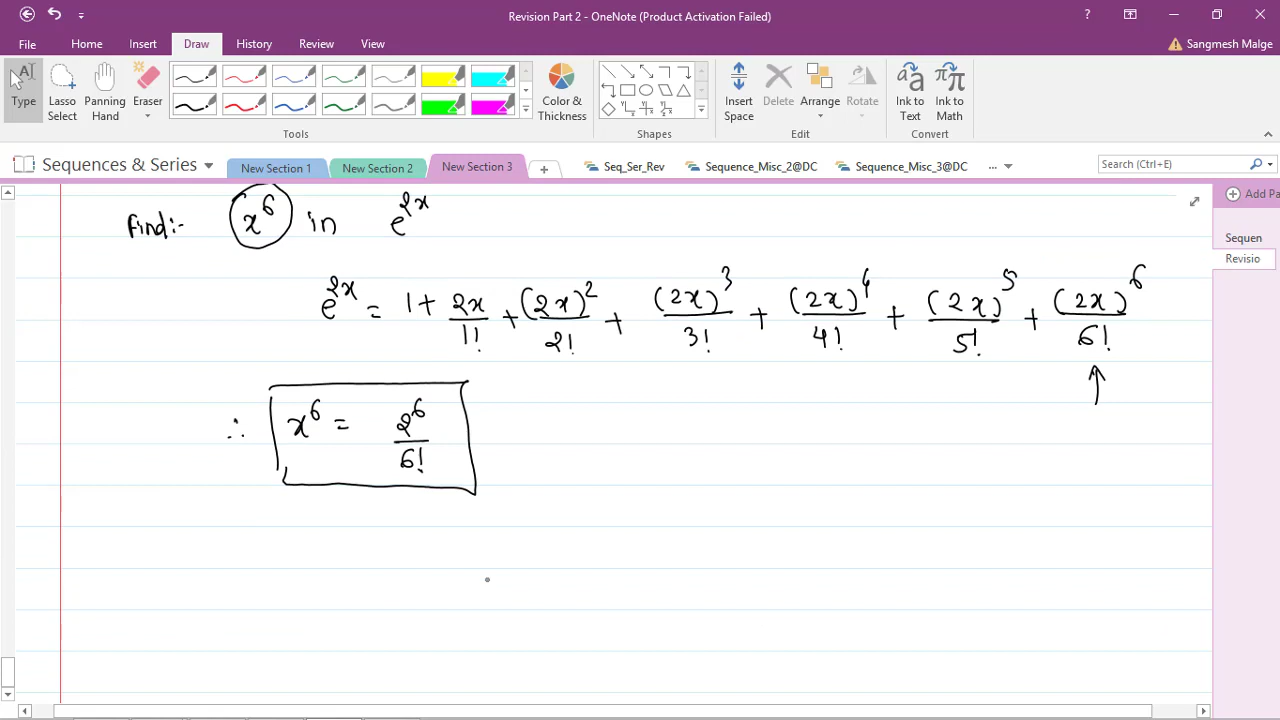 Revision Part 2 - OneNote (Product Activation Failed)
?
File Home Insert Draw History Review View
Sangmesh Malge
Type
Lasso Select
Panning Hand
Eraser
Color & Thickness
Insert Space
Delete
Arrange
Rotate
Ink to Text
Ink to Math
Tools Shapes Edit Convert
Sequences & Series New Section 1 New Section 2 New Section 3 + Seq_Ser_Rev Sequence_Misc_2@DC Sequence_Misc_3@DC ... Search (Ctrl+E)
Add Pa
Sequen
Revisio
Find:- x^6 in e^{2x}
e^{2x} = 1 + 2x/1! + (2x)^2/2! + (2x)^3/3! + (2x)^4/4! + (2x)^5/5! + (2x)^6/6!
∴ x^6 = 2^6/6!